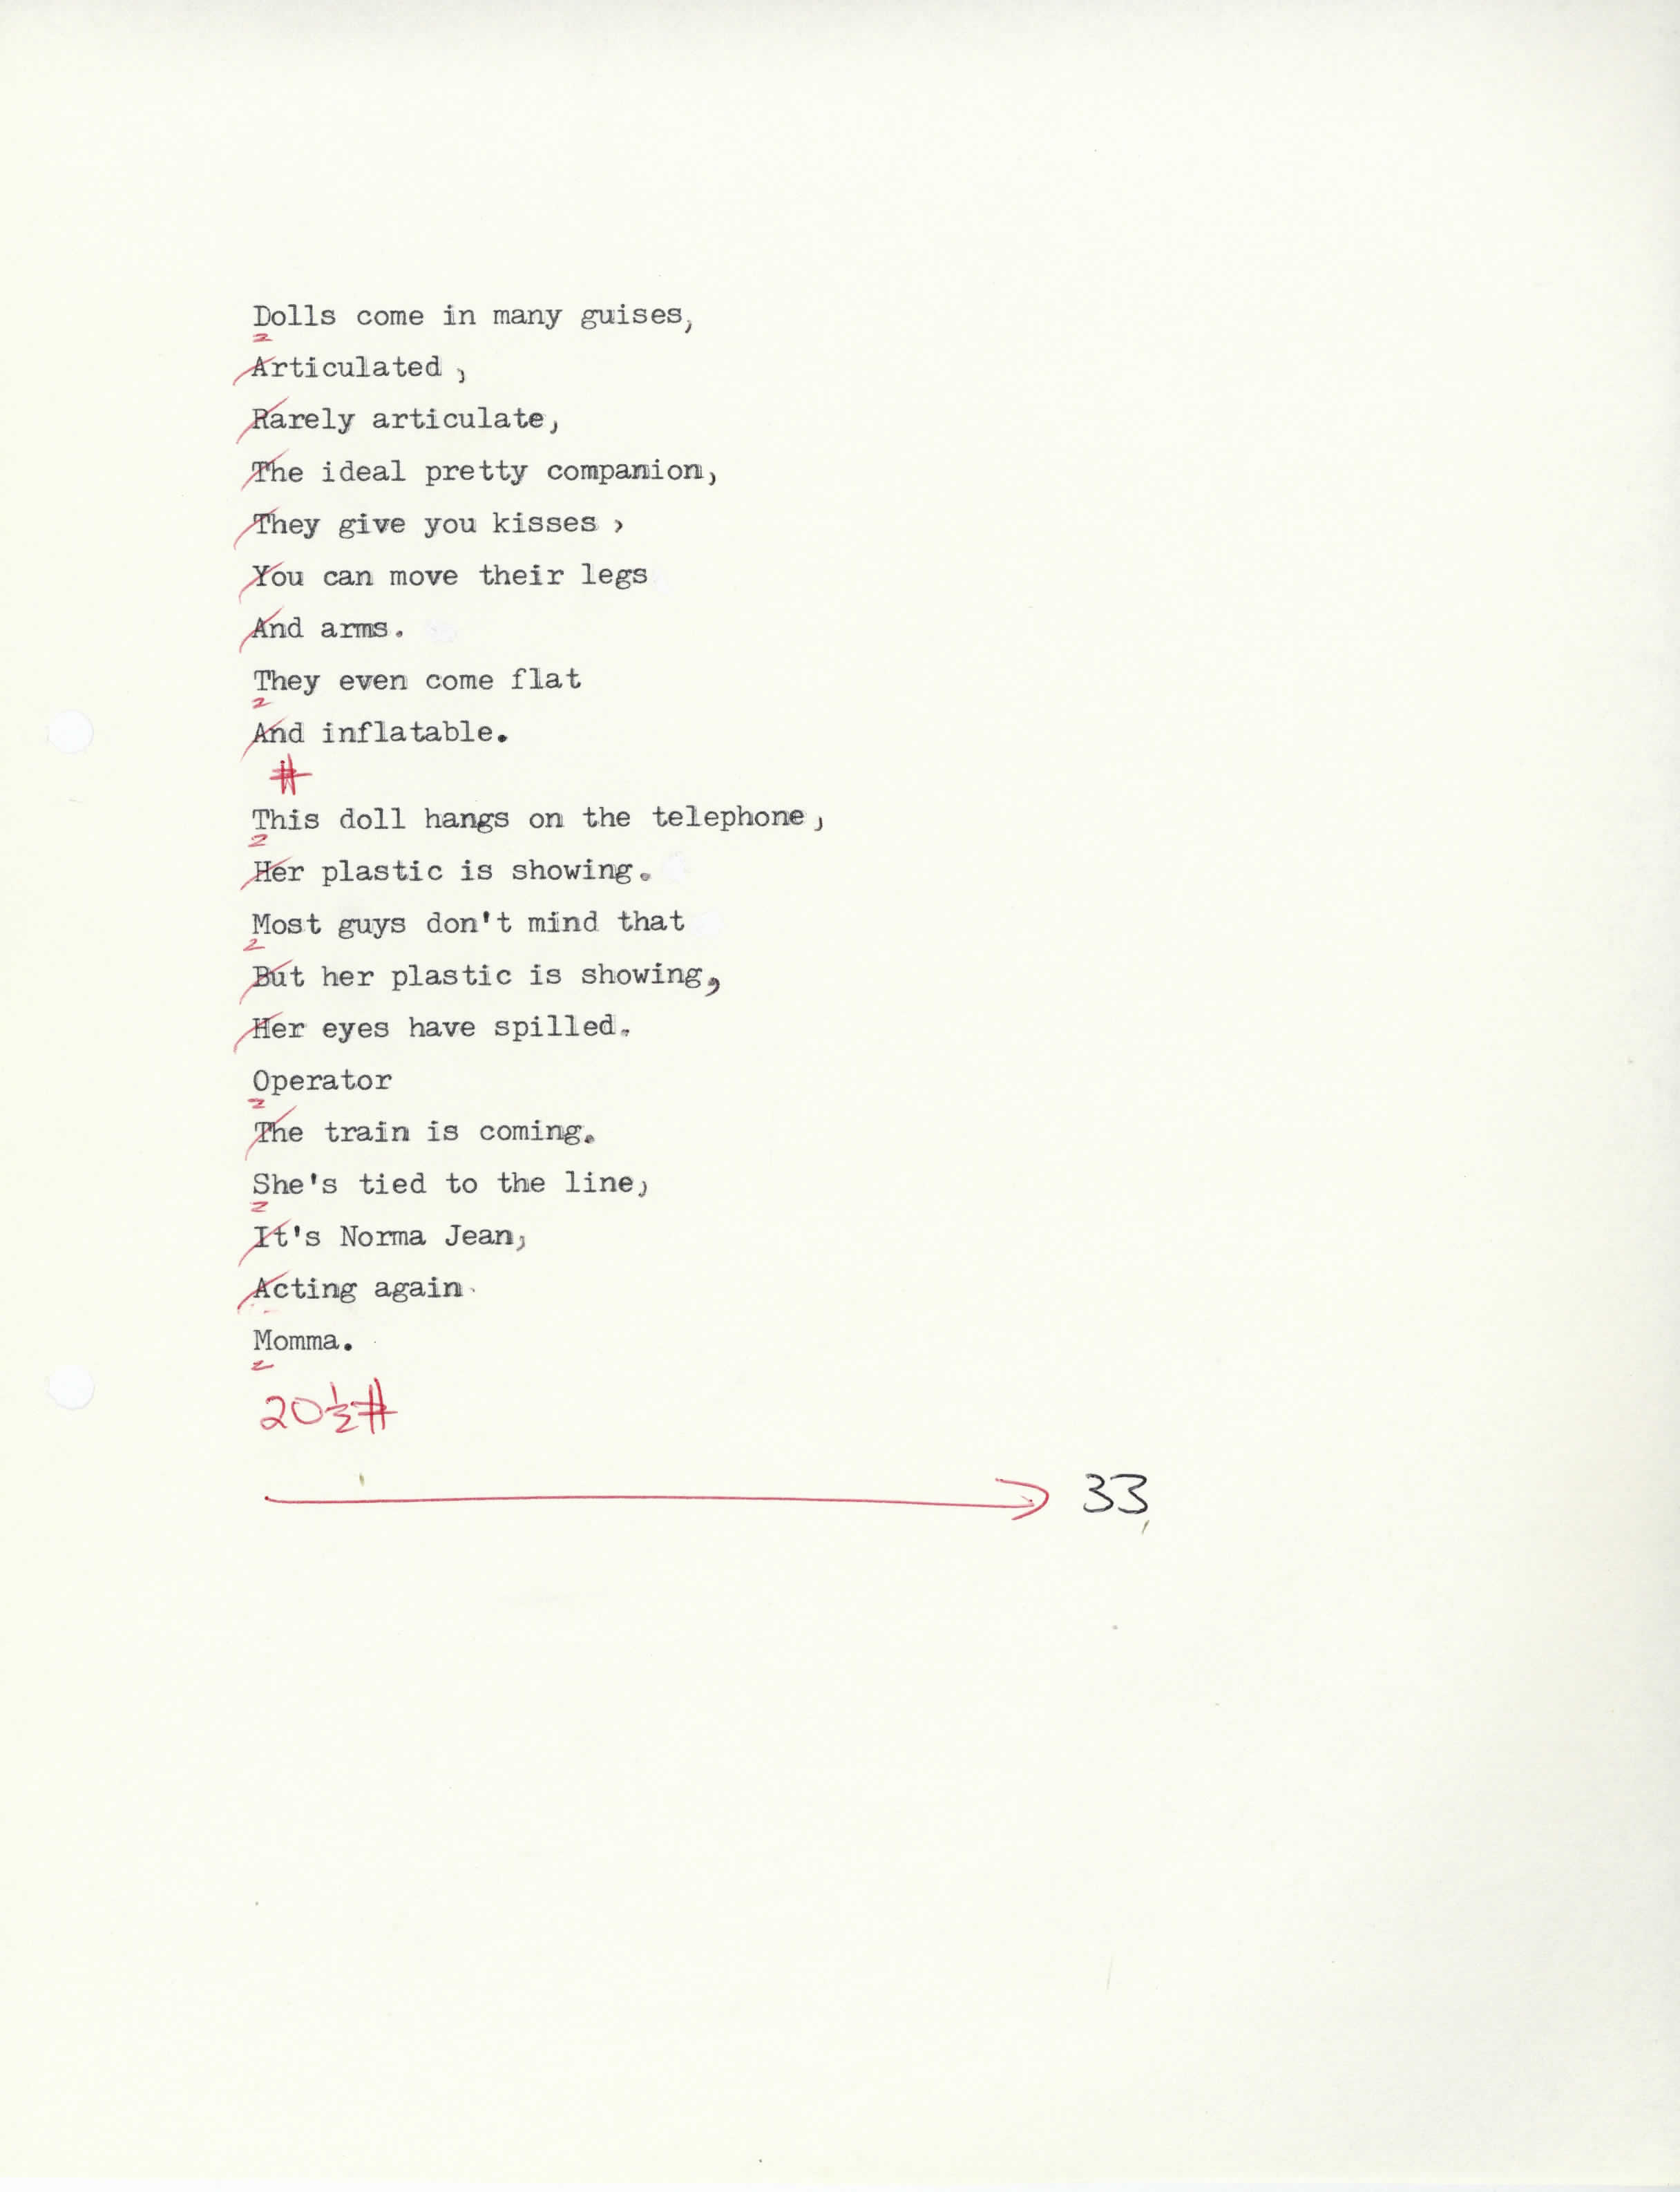 Dolls come in many guises,
Articulated,
Rarely articulate,
The ideal pretty companion,
They give you kisses,
You can move their legs
And arms.
They even come flat
And inflatable.
#
This doll hangs on the telephone,
Her plastic is showing.
Most guys don't mind that
But her plastic is showing,
Her eyes have spilled.
Operator
The train is coming.
She's tied to the line,
It's Norma Jean,
Acting again.
Momma.
20½#
33